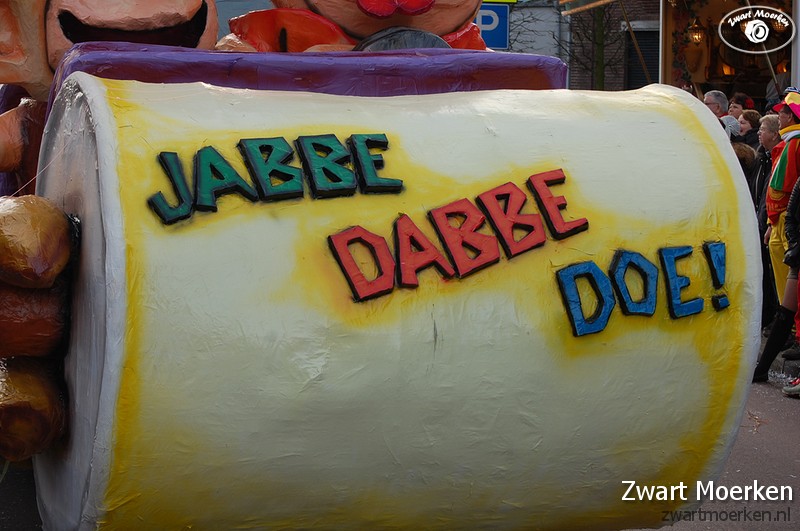 Zwart Moerken
P
JABBE
DABBE
DOE!
Zwart Moerken
zwartmoerken.nl